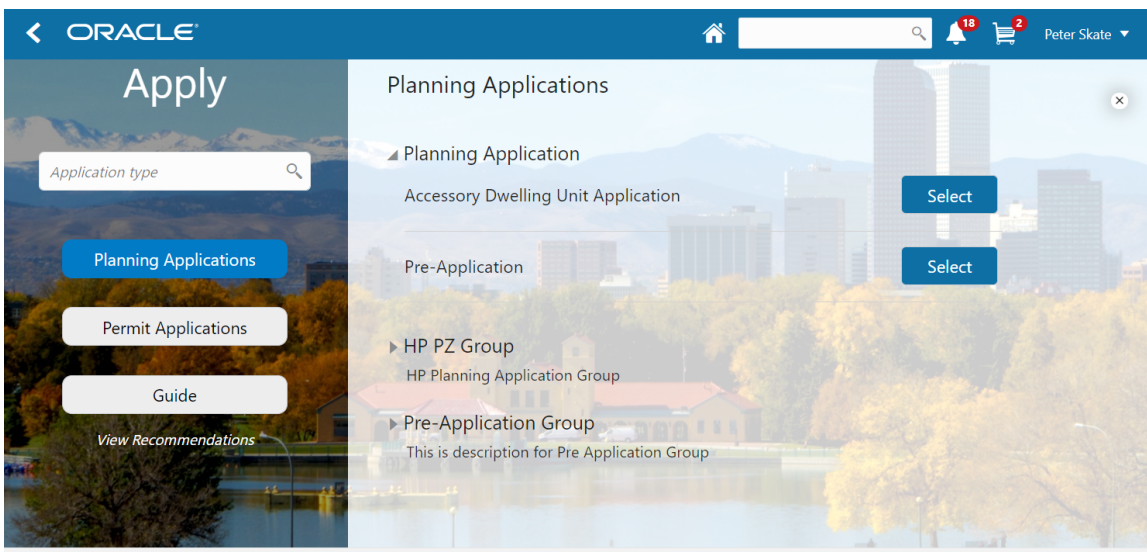 ORACLE
18
2
Peter Skate
Apply
Application type
Planning Applications
Permit Applications
Guide
View Recommendations
Planning Applications
Planning Application
Accessory Dwelling Unit Application
Select
Pre-Application
Select
HP PZ Group
HP Planning Application Group
Pre-Application Group
This is description for Pre Application Group